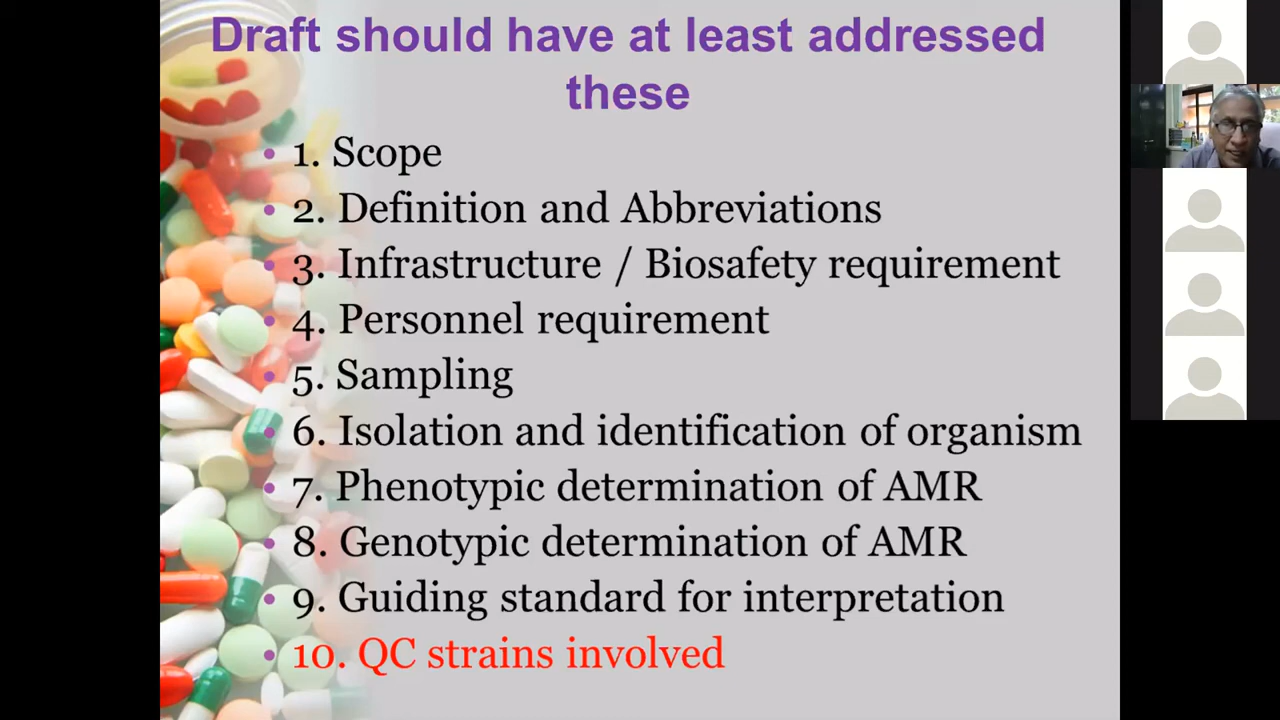 Draft should have at least addressed
these
• 1. Scope
• 2. Definition and Abbreviations
• 3. Infrastructure / Biosafety requirement
• 4. Personnel requirement
• 5. Sampling
• 6. Isolation and identification of organism
• 7. Phenotypic determination of AMR
• 8. Genotypic determination of AMR
• 9. Guiding standard for interpretation
• 10. QC strains involved